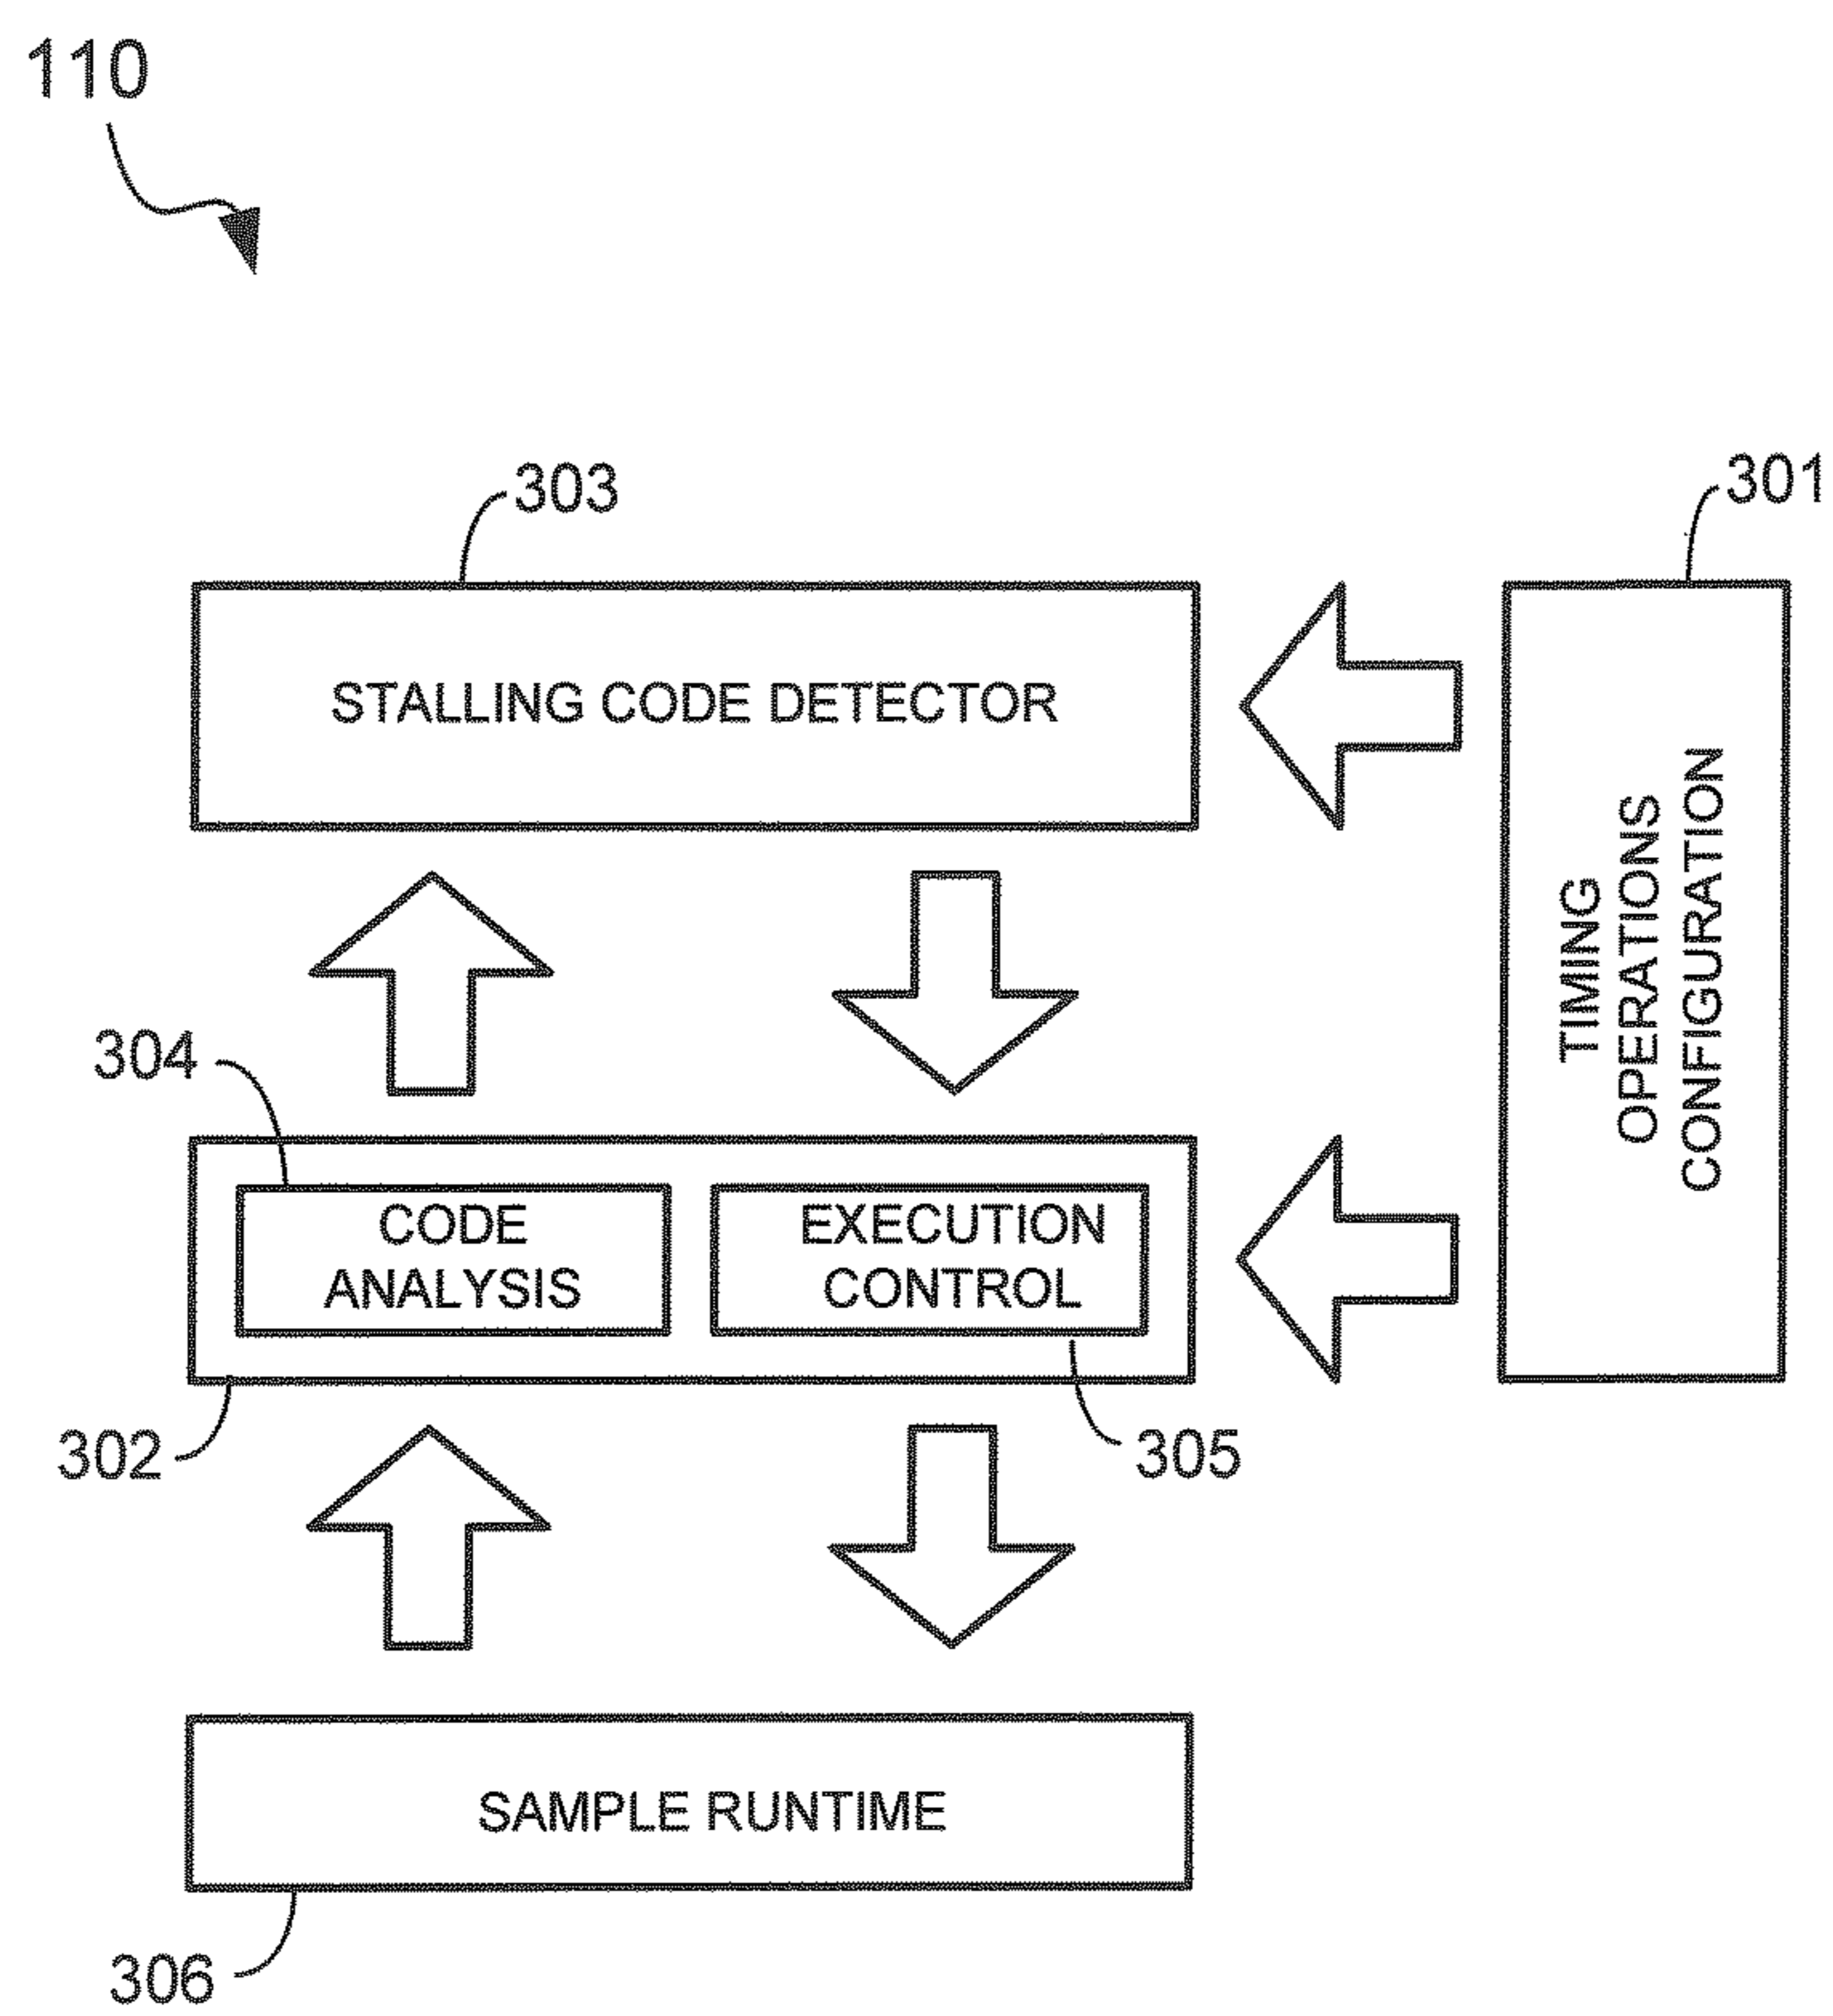 110
303
301
STALLING CODE DETECTOR
TIMING
OPERATIONS
CONFIGURATION
304
CODE
ANALYSIS
EXECUTION
CONTROL
302
305
SAMPLE RUNTIME
306